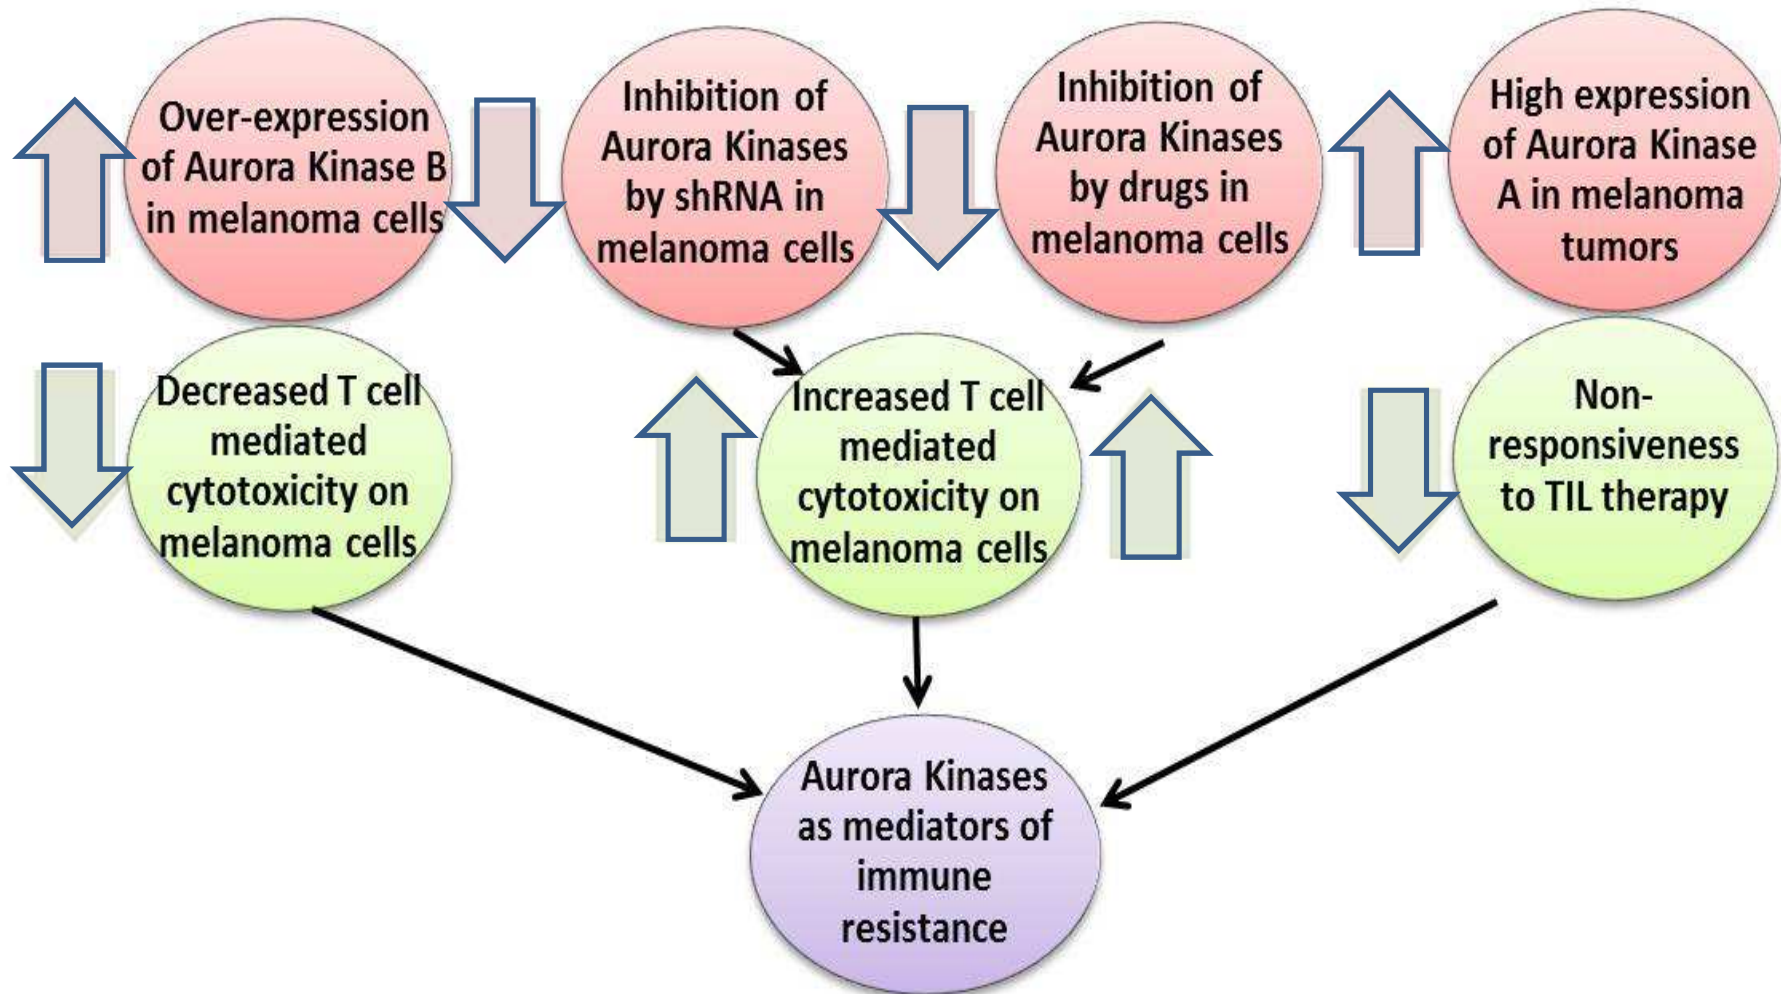 Over-expression
of Aurora Kinase B
in melanoma cells
Inhibition of
Aurora Kinases
by shRNA in
melanoma cells
Inhibition of
Aurora Kinases
by drugs in
melanoma cells
High expression
of Aurora Kinase
A in melanoma
tumors
Decreased T cell
mediated
cytotoxicity on
melanoma cells
Increased T cell
mediated
cytotoxicity on
melanoma cells
Non-
responsiveness
to TIL therapy
Aurora Kinases
as mediators of
immune
resistance